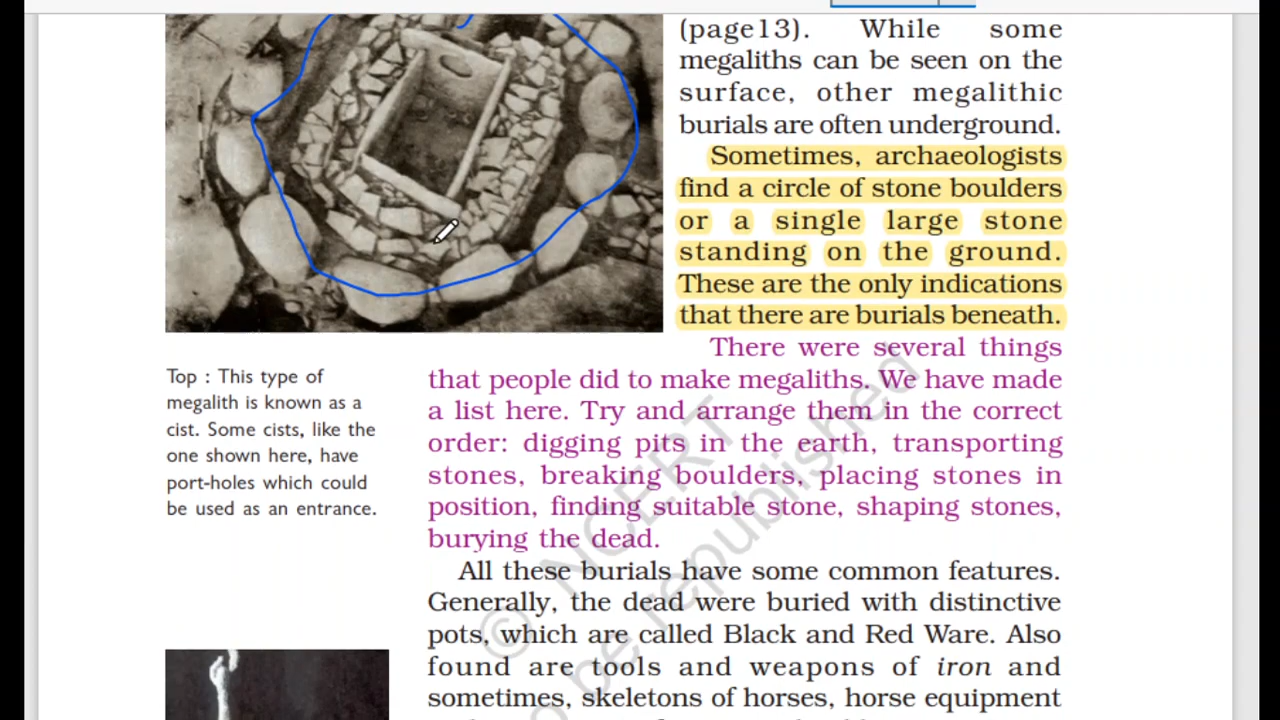 (page13). While some
megaliths can be seen on the
surface, other megalithic
burials are often underground.
Sometimes, archaeologists
find a circle of stone boulders
or a single large stone
standing on the ground.
These are the only indications
that there are burials beneath.
There were several things
that people did to make megaliths. We have made
a list here. Try and arrange them in the correct
order: digging pits in the earth, transporting
stones, breaking boulders, placing stones in
position, finding suitable stone, shaping stones,
burying the dead.
Top : This type of
megalith is known as a
cist. Some cists, like the
one shown here, have
port-holes which could
be used as an entrance.
All these burials have some common features.
Generally, the dead were buried with distinctive
pots, which are called Black and Red Ware. Also
found are tools and weapons of iron and
sometimes, skeletons of horses, horse equipment
© NCERT
be republished